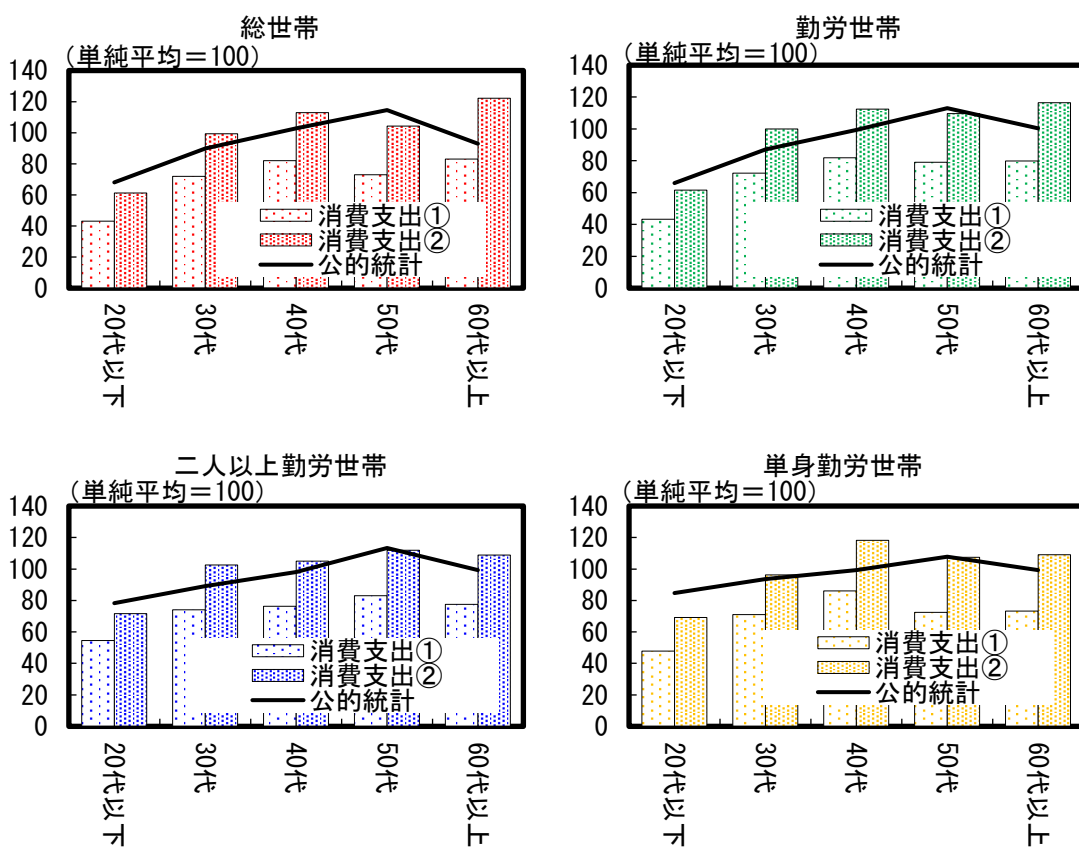 総世帯
(単純平均＝100)
140
120
100
80
60
40
20
0
消費支出①
消費支出②
公的統計
20代以下
30代
40代
50代
60代以上
勤労世帯
(単純平均＝100)
140
120
100
80
60
40
20
0
消費支出①
消費支出②
公的統計
20代以下
30代
40代
50代
60代以上
二人以上勤労世帯
(単純平均＝100)
140
120
100
80
60
40
20
0
消費支出①
消費支出②
公的統計
20代以下
30代
40代
50代
60代以上
単身勤労世帯
(単純平均＝100)
140
120
100
80
60
40
20
0
消費支出①
消費支出②
公的統計
20代以下
30代
40代
50代
60代以上